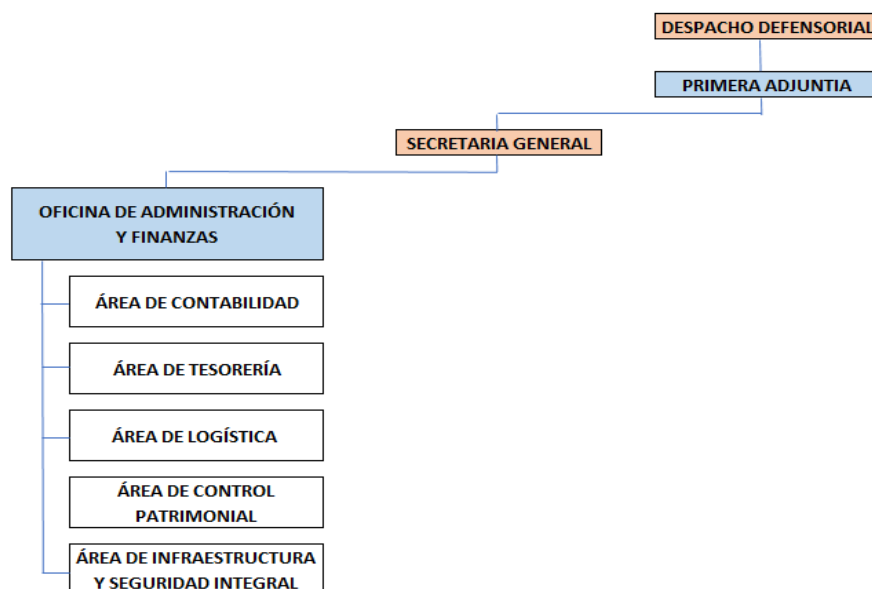 DESPACHO DEFENSORIAL
PRIMERA ADJUNTIA
SECRETARIA GENERAL
OFICINA DE ADMINISTRACIÓN
Y FINANZAS
ÁREA DE CONTABILIDAD
ÁREA DE TESORERÍA
ÁREA DE LOGÍSTICA
ÁREA DE CONTROL
PATRIMONIAL
ÁREA DE INFRAESTRUCTURA
Y SEGURIDAD INTEGRAL